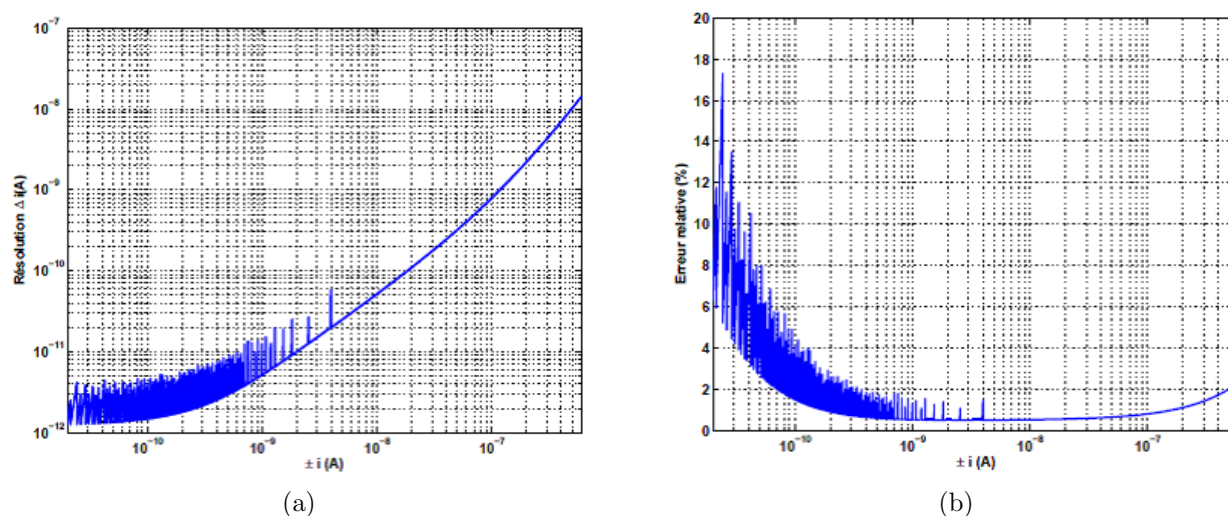 10⁻⁷
10⁻⁸
10⁻⁹
10⁻¹⁰
10⁻¹¹
10⁻¹²
Résolution Δ i(A)
10⁻¹⁰ 10⁻⁹ 10⁻⁸ 10⁻⁷
± i (A)
(a)
20
18
16
14
12
10
8
6
4
2
0
Erreur relative (%)
10⁻¹⁰ 10⁻⁹ 10⁻⁸ 10⁻⁷
± i (A)
(b)